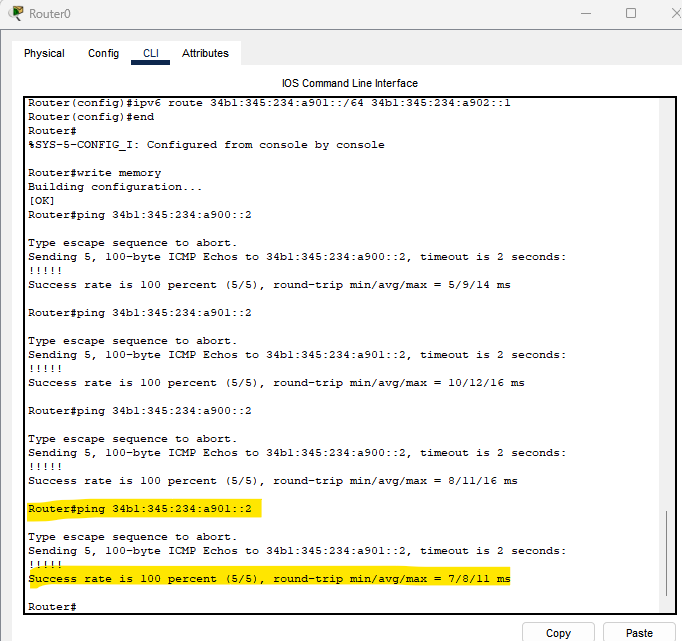 Router0
Physical Config CLI Attributes
IOS Command Line Interface
Router(config)#ipv6 route 34b1:345:234:a901::/64 34b1:345:234:a902::1
Router(config)#end
Router#
%SYS-5-CONFIG_I: Configured from console by console
Router#write memory
Building configuration...
[OK]
Router#ping 34b1:345:234:a900::2
Type escape sequence to abort.
Sending 5, 100-byte ICMP Echos to 34b1:345:234:a900::2, timeout is 2 seconds:
!!!!!
Success rate is 100 percent (5/5), round-trip min/avg/max = 5/9/14 ms
Router#ping 34b1:345:234:a901::2
Type escape sequence to abort.
Sending 5, 100-byte ICMP Echos to 34b1:345:234:a901::2, timeout is 2 seconds:
!!!!!
Success rate is 100 percent (5/5), round-trip min/avg/max = 10/12/16 ms
Router#ping 34b1:345:234:a900::2
Type escape sequence to abort.
Sending 5, 100-byte ICMP Echos to 34b1:345:234:a900::2, timeout is 2 seconds:
!!!!!
Success rate is 100 percent (5/5), round-trip min/avg/max = 8/11/16 ms
Router#ping 34b1:345:234:a901::2
Type escape sequence to abort.
Sending 5, 100-byte ICMP Echos to 34b1:345:234:a901::2, timeout is 2 seconds:
!!!!!
Success rate is 100 percent (5/5), round-trip min/avg/max = 7/8/11 ms
Router#
Copy Paste